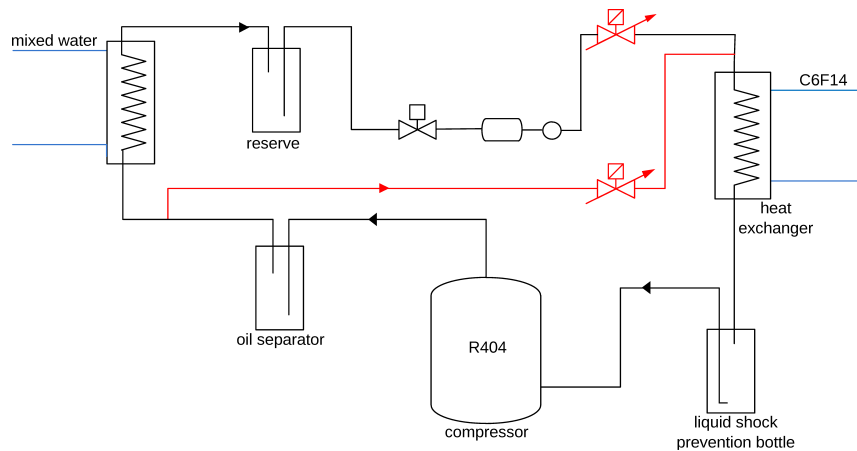 mixed water
C6F14
reserve
heat
exchanger
oil separator
R404
compressor
liquid shock
prevention bottle